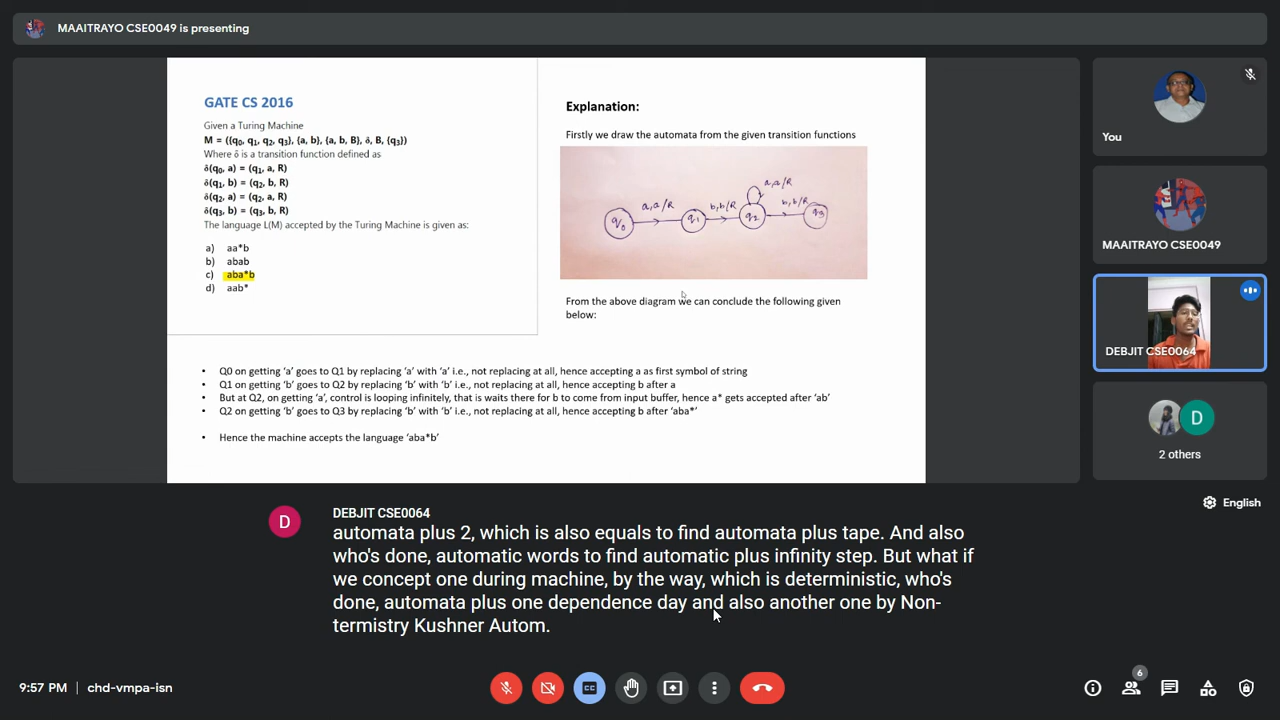 MAAITRAYO CSE0049 is presenting
GATE CS 2016
Given a Turing Machine
M = ({q0, q1, q2, q3}, {a, b}, {a, b, B}, δ, B, {q3})
Where δ is a transition function defined as
δ(q0, a) = (q1, a, R)
δ(q1, b) = (q2, b, R)
δ(q2, a) = (q2, a, R)
δ(q3, b) = (q3, b, R)
The language L(M) accepted by the Turing Machine is given as:
a) aa*b
b) abab
c) aba*b
d) aab*
Explanation:
Firstly we draw the automata from the given transition functions
a,a/R
q0
a,a/R
q1
b,b/R
q2
b,b/R
q3
From the above diagram we can conclude the following given
below:
• Q0 on getting ‘a’ goes to Q1 by replacing ‘a’ with ‘a’ i.e., not replacing at all, hence accepting a as first symbol of string
• Q1 on getting ‘b’ goes to Q2 by replacing ‘b’ with ‘b’ i.e., not replacing at all, hence accepting b after a
• But at Q2, on getting ‘a’, control is looping infinitely, that is waits there for b to come from input buffer, hence a* gets accepted after ‘ab’
• Q2 on getting ‘b’ goes to Q3 by replacing ‘b’ with ‘b’ i.e., not replacing at all, hence accepting b after ‘aba*’
• Hence the machine accepts the language ‘aba*b’
You
MAAITRAYO CSE0049
DEBJIT CSE0064
D
2 others
English
D
DEBJIT CSE0064
automata plus 2, which is also equals to find automata plus tape. And also
who's done, automatic words to find automatic plus infinity step. But what if
we concept one during machine, by the way, which is deterministic, who's
done, automata plus one dependence day and also another one by Non-
termistry Kushner Autom.
9:57 PM | chd-vmpa-isn
CC
6